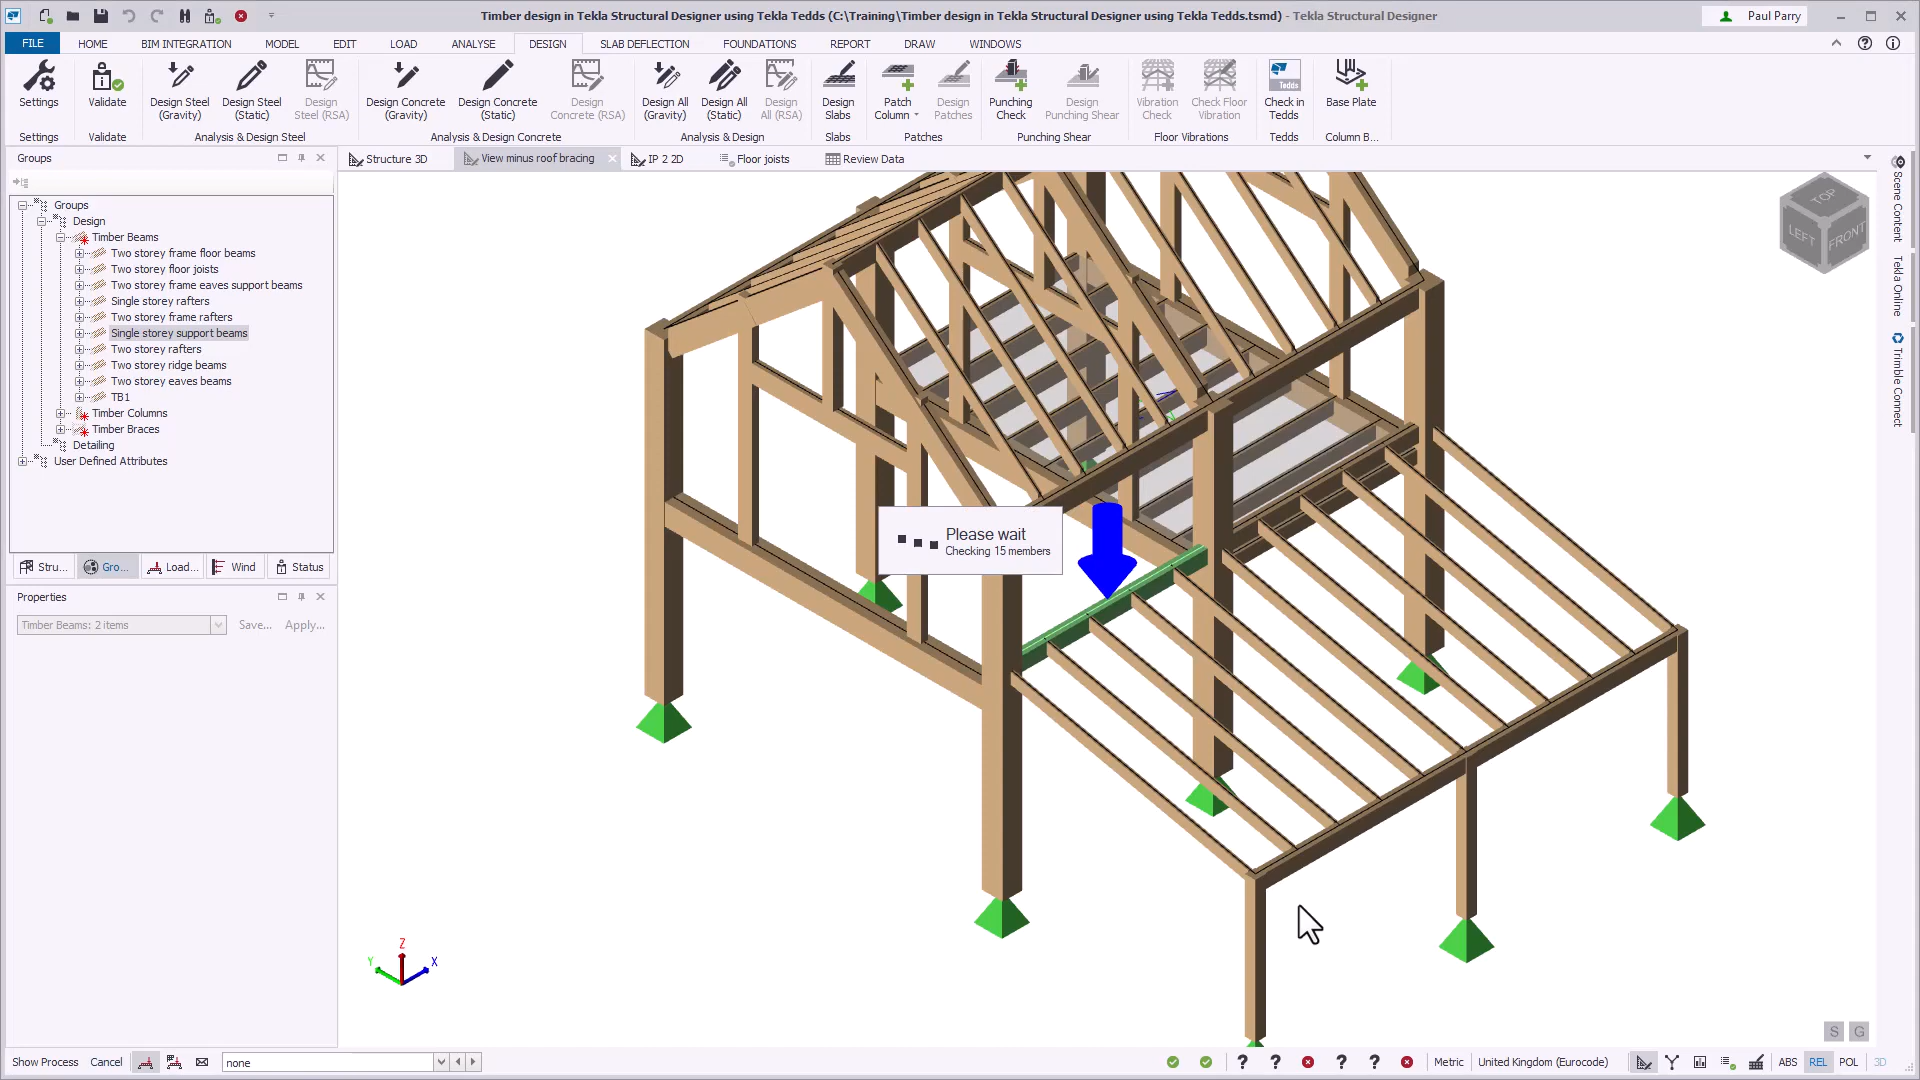 Timber design in Tekla Structural Designer using Tekla Tedds (C:\Training\Timber design in Tekla Structural Designer using Tekla Tedds.tsmd) - Tekla Structural Designer
Paul Parry
FILE HOME BIM INTEGRATION MODEL EDIT LOAD ANALYSE DESIGN SLAB DEFLECTION FOUNDATIONS REPORT DRAW WINDOWS
Settings
Validate
Design Steel (Gravity)
Design Steel (Static)
Design Steel (RSA)
Design Concrete (Gravity)
Design Concrete (Static)
Design Concrete (RSA)
Design All (Gravity)
Design All (Static)
Design All (RSA)
Design Slabs
Patch Column
Design Patches
Punching Check
Design Punching Shear
Vibration Check
Check Floor Vibration
Tedds
Check in Tedds
Base Plate
Settings Validate Analysis & Design Steel Analysis & Design Concrete Analysis & Design Slabs Patches Punching Shear Floor Vibrations Tedds Column B...
Groups
Structure 3D
View minus roof bracing
IP 2 2D
Floor joists
Review Data
Groups
Design
Timber Beams
Two storey frame floor beams
Two storey floor joists
Two storey frame eaves support beams
Single storey rafters
Two storey frame rafters
Single storey support beams
Two storey rafters
Two storey ridge beams
Two storey eaves beams
TB1
Timber Columns
Timber Braces
Detailing
User Defined Attributes
Stru... Gro... Load... Wind Status
Properties
Timber Beams: 2 items Save... Apply...
Please wait
Checking 15 members
TOP
LEFT
FRONT
Scene Content
Tekla Online
Trimble Connect
Z
Y
X
S G
Show Process Cancel none Metric United Kingdom (Eurocode) ABS REL POL 3D